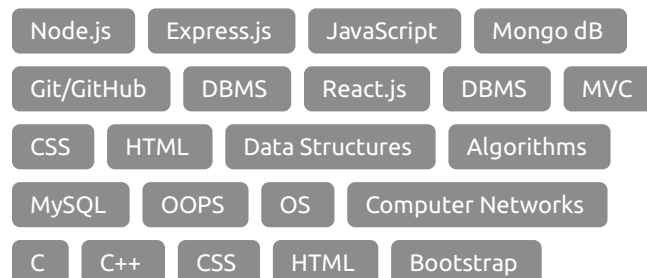 Node.js Express.js JavaScript Mongo dB
Git/GitHub DBMS React.js DBMS MVC
CSS HTML Data Structures Algorithms
MySQL OOPS OS Computer Networks
C C++ CSS HTML Bootstrap